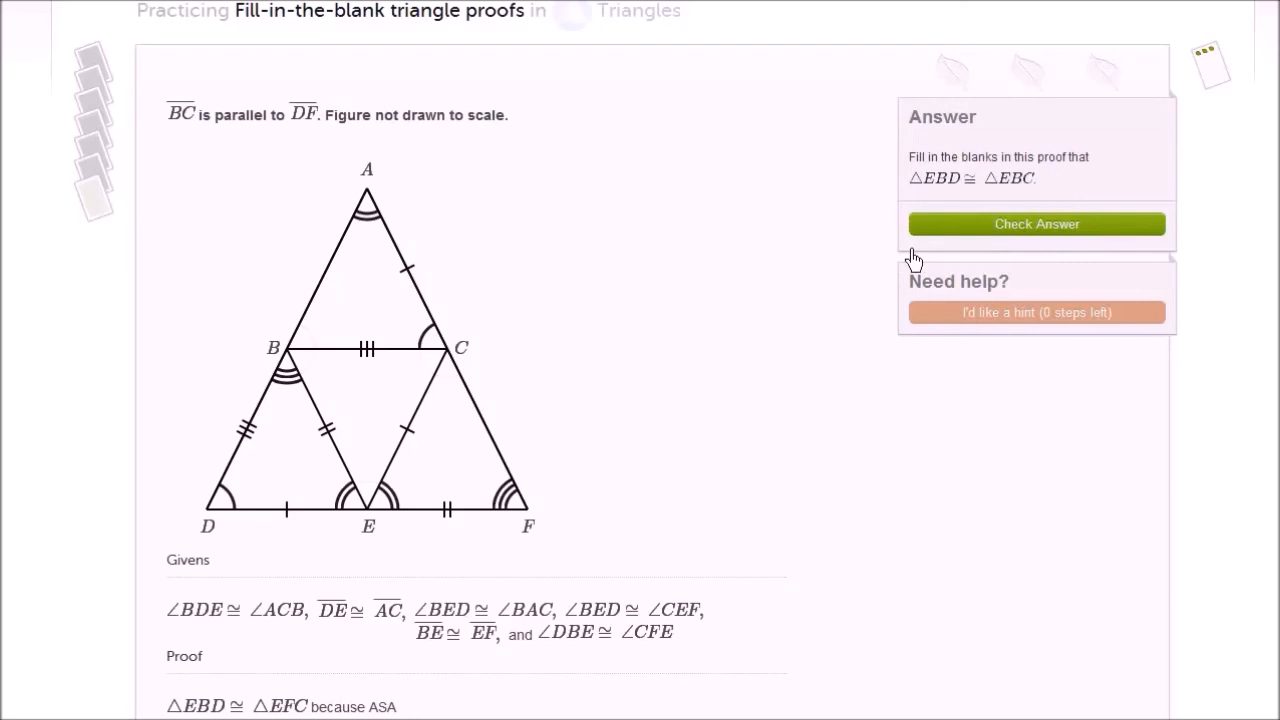 Practicing Fill-in-the-blank triangle proofs in Triangles
BC is parallel to DF. Figure not drawn to scale.
Answer
Fill in the blanks in this proof that
△EBD ≅ △EBC.
Check Answer
Need help?
I'd like a hint (0 steps left)
A
B
C
D
E
F
Givens
∠BDE ≅ ∠ACB, DE ≅ AC, ∠BED ≅ ∠BAC, ∠BED ≅ ∠CEF,
BE ≅ EF, and ∠DBE ≅ ∠CFE
Proof
△EBD ≅ △EFC because ASA